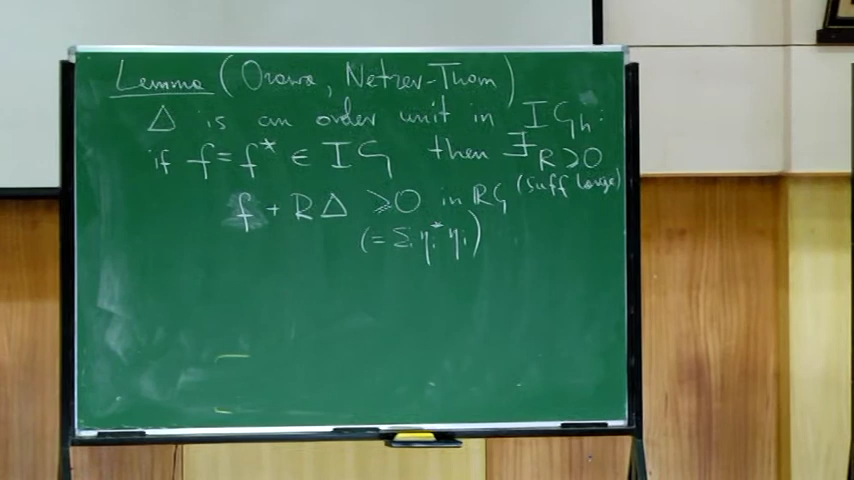 Lemma (Ozawa, Netzer-Thom)
Δ is an order unit in IG_h:
if f = f* ∈ IG then ∃ R ≥ 0
(suff large)
f + RΔ ≥ 0 in ℝG
(= Σ η_i* η_i)